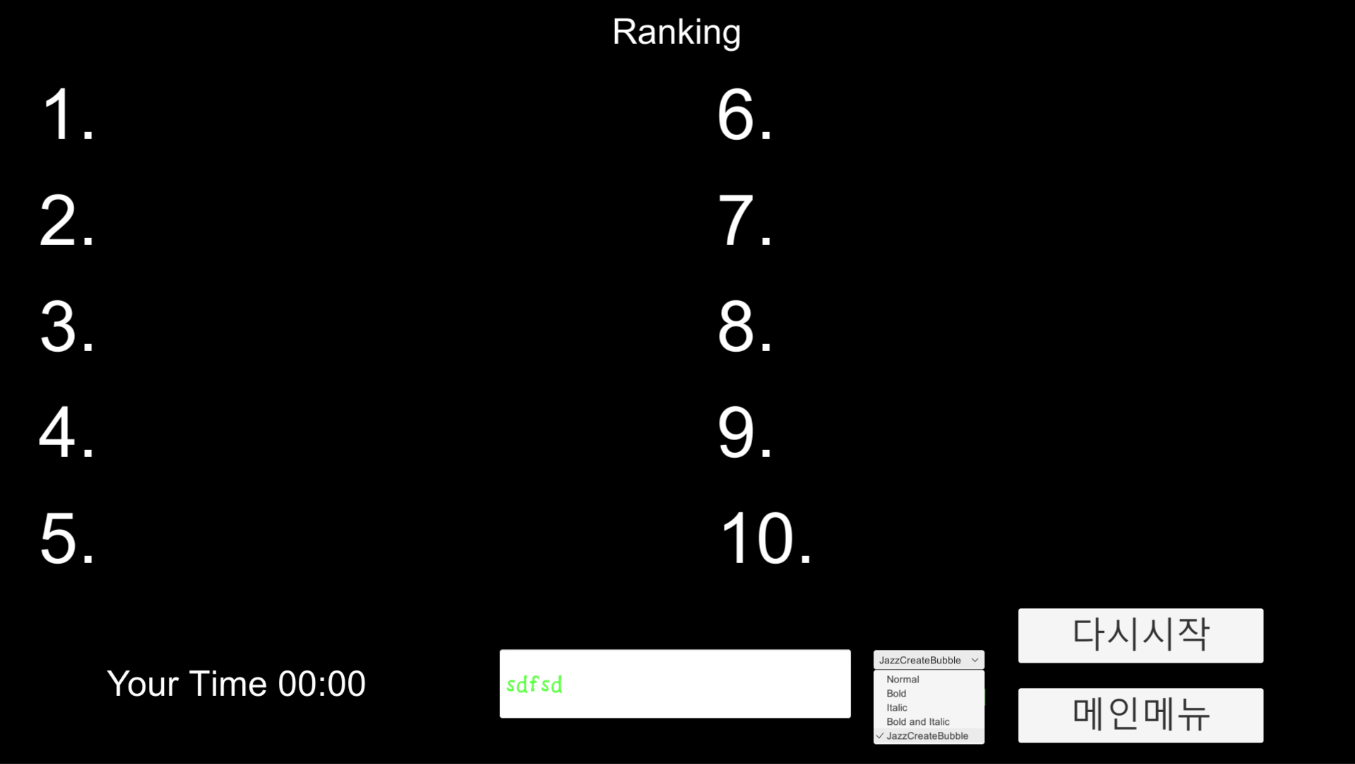 Ranking
1.
2.
3.
4.
5.
6.
7.
8.
9.
10.
Your Time 00:00
sdfsd
JazzCreateBubble
Normal
Bold
Italic
Bold and Italic
JazzCreateBubble
다시시작
메인메뉴